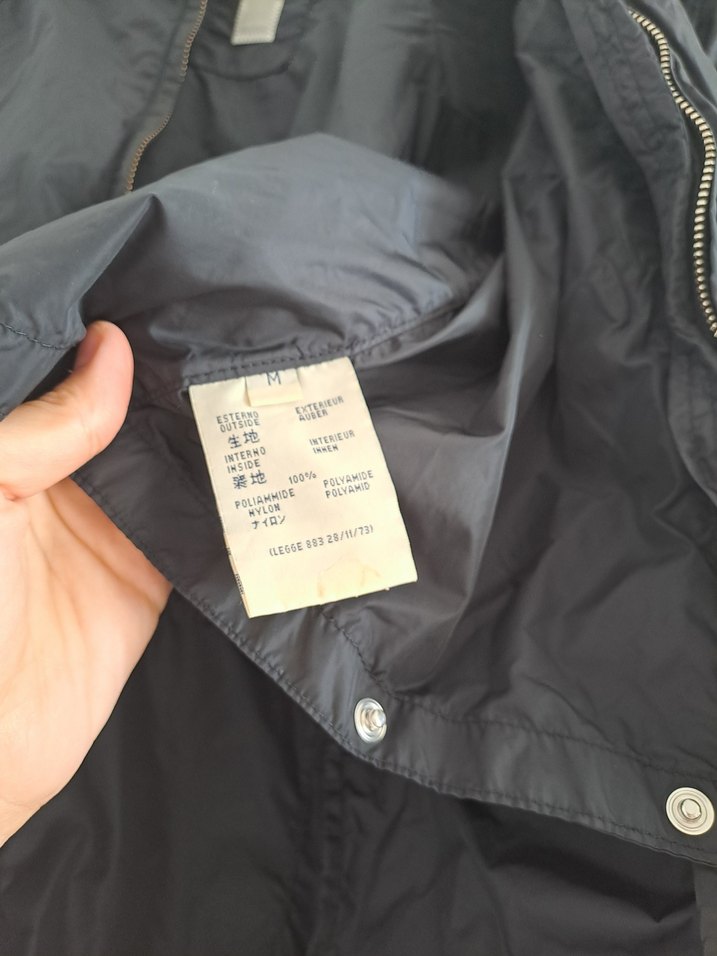 M
ESTERNO EXTERIEUR
OUTSIDE AUBER
生地
INTERNO INTERIEUR
INSIDE INNEN
裏地 100%
POLIAMMIDE POLYAMIDE
NYLON POLYAMID
ナイロン
(LEGGE 883 28/11/73)